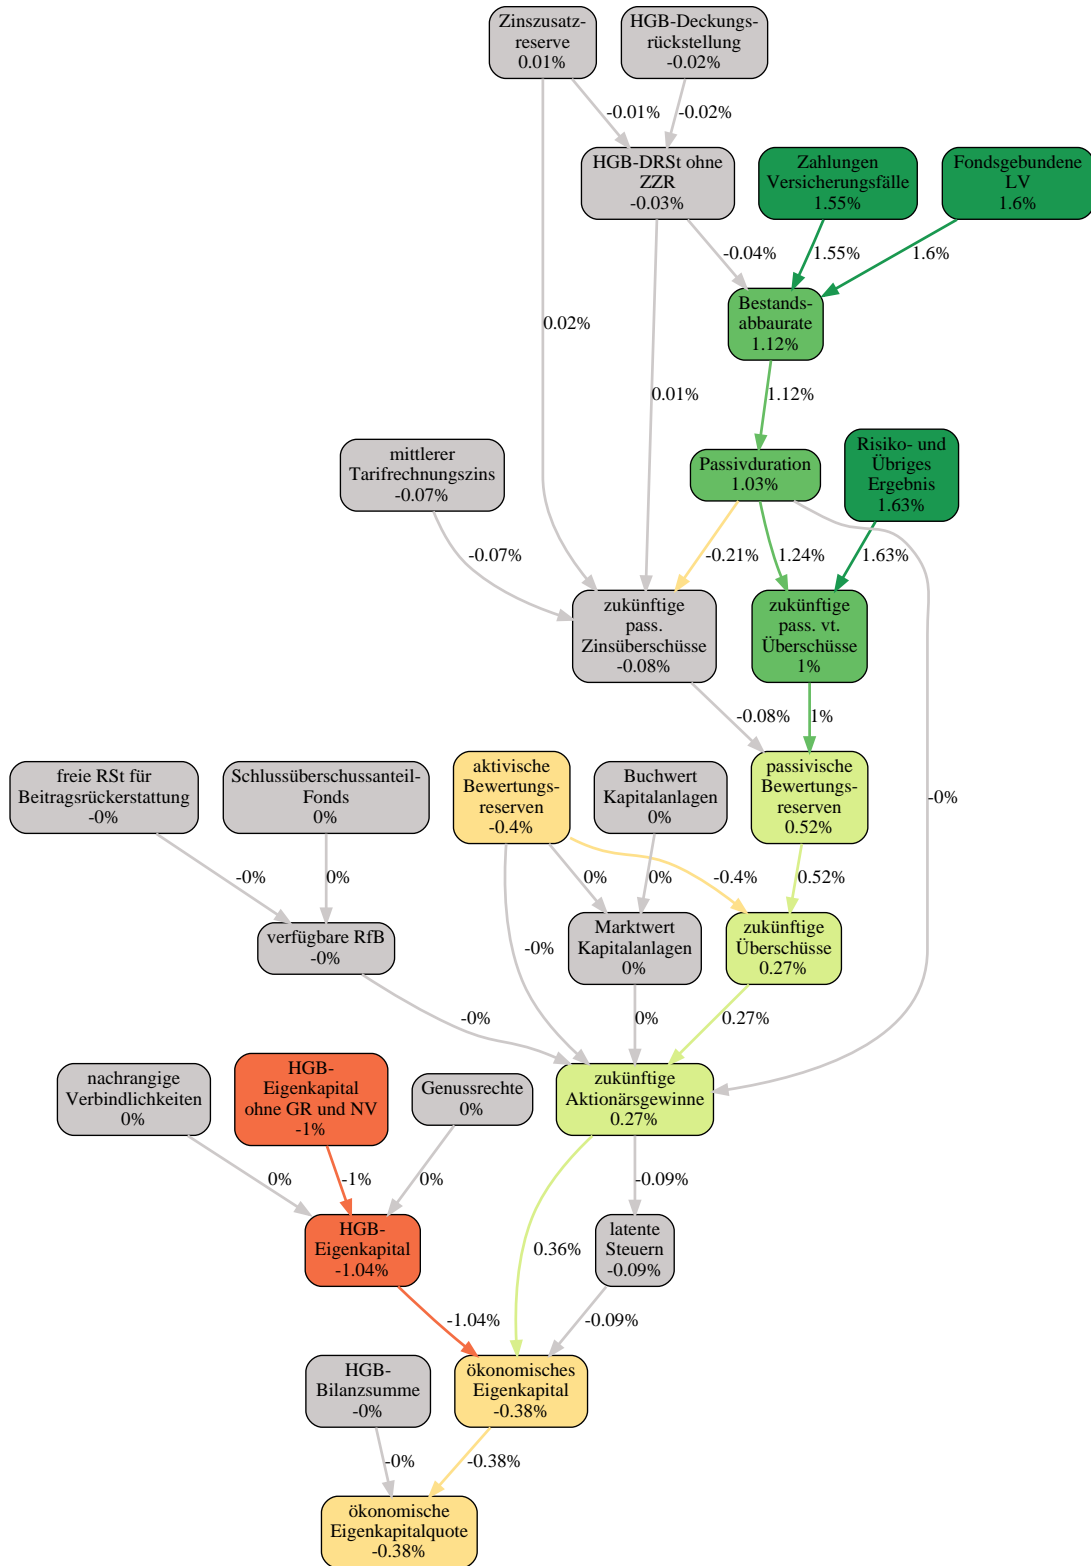 Zinszusatz-
reserve
0.01%
HGB-Deckungs-
rückstellung
-0.02%
-0.01%
-0.02%
HGB-DRSt ohne
ZZR
-0.03%
Zahlungen
Versicherungsfälle
1.55%
Fondsgebundene
LV
1.6%
-0.04%
1.55%
1.6%
Bestands-
abbaurate
1.12%
0.02%
0.01%
1.12%
mittlerer
Tarifrechnungszins
-0.07%
Passivduration
1.03%
Risiko- und
Übriges
Ergebnis
1.63%
-0.07%
-0.21%
1.24%
1.63%
zukünftige
pass.
Zinsüberschüsse
-0.08%
zukünftige
pass. vt.
Überschüsse
1%
-0.08%
1%
-0%
freie RSt für
Beitragsrückerstattung
-0%
Schlussüberschussanteil-
Fonds
0%
aktivische
Bewertungs-
reserven
-0.4%
Buchwert
Kapitalanlagen
0%
passivische
Bewertungs-
reserven
0.52%
-0%
0%
0%
0%
-0.4%
0.52%
verfügbare RfB
-0%
-0%
Marktwert
Kapitalanlagen
0%
zukünftige
Überschüsse
0.27%
-0%
0%
0.27%
nachrangige
Verbindlichkeiten
0%
HGB-
Eigenkapital
ohne GR und NV
-1%
Genussrechte
0%
zukünftige
Aktionärsgewinne
0.27%
0%
-1%
0%
-0.09%
HGB-
Eigenkapital
-1.04%
0.36%
latente
Steuern
-0.09%
-1.04%
-0.09%
HGB-
Bilanzsumme
-0%
ökonomisches
Eigenkapital
-0.38%
-0%
-0.38%
ökonomische
Eigenkapitalquote
-0.38%